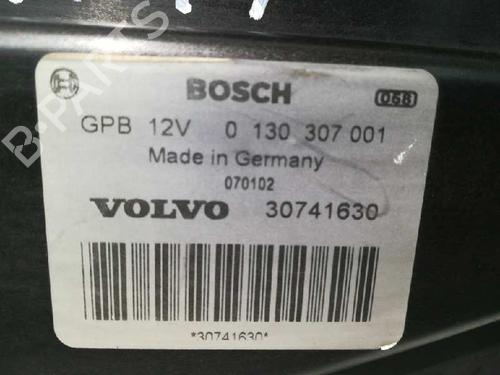 BOSCH 068
GPB 12V 0 130 307 001
Made in Germany
070102
VOLVO 30741630
*30741630*
B-PARTS